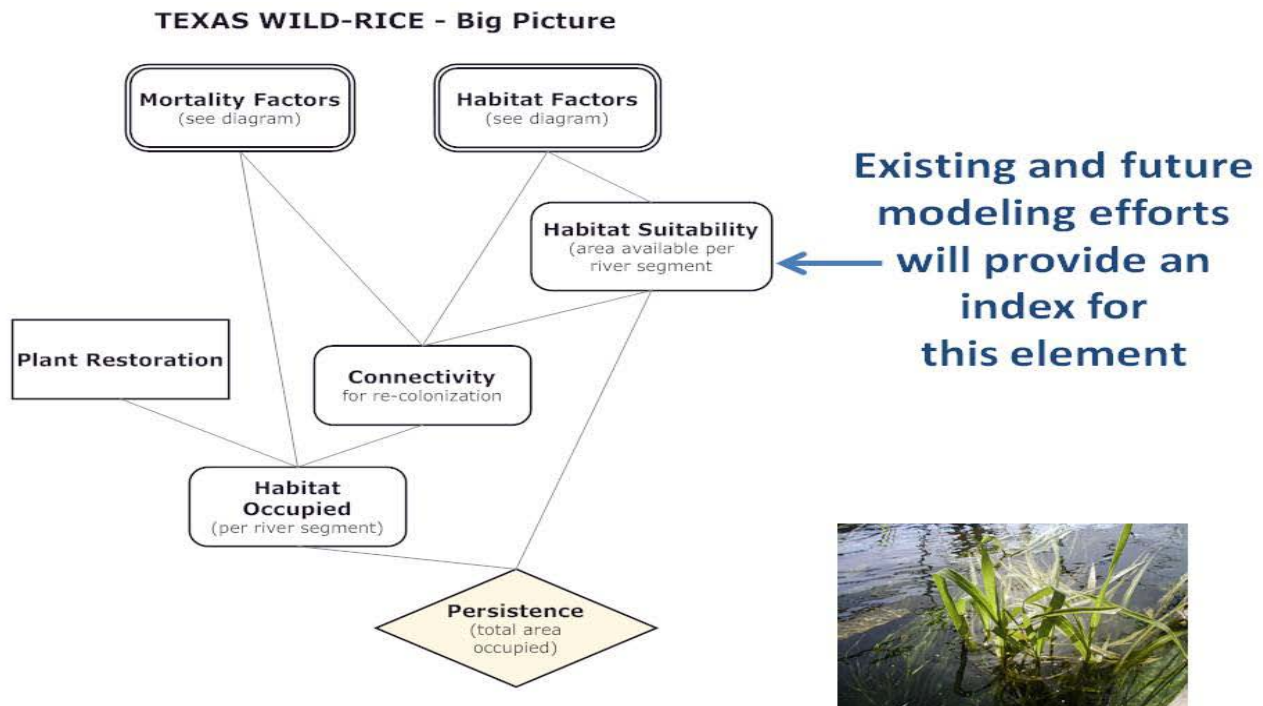 TEXAS WILD-RICE - Big Picture
Mortality Factors
(see diagram)
Habitat Factors
(see diagram)
Habitat Suitability
(area available per
river segment
Existing and future
modeling efforts
will provide an
index for
this element
Plant Restoration
Connectivity
for re-colonization
Habitat
Occupied
(per river segment)
Persistence
(total area
occupied)